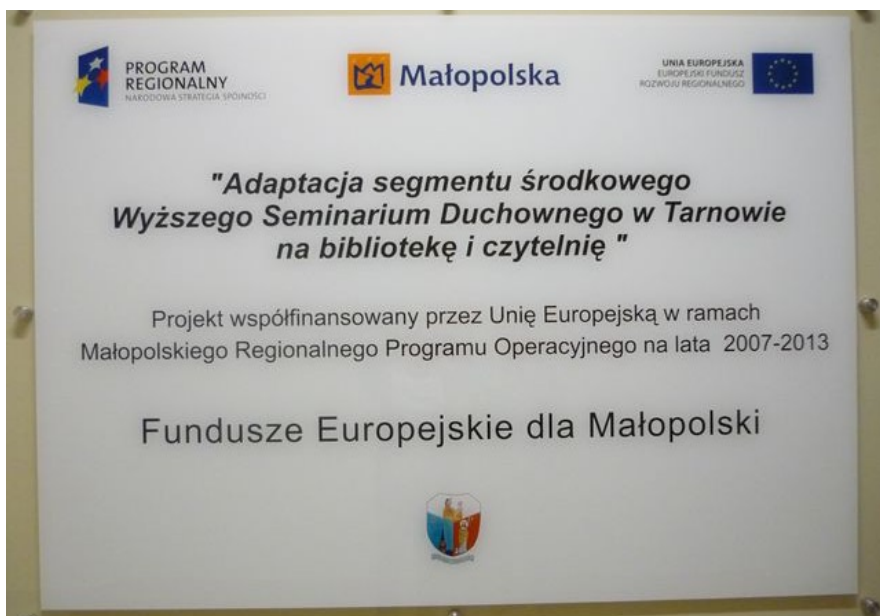 PROGRAM
REGIONALNY
NARODOWA STRATEGIA SPÓJNOŚCI
Małopolska
UNIA EUROPEJSKA
EUROPEJSKI FUNDUSZ
ROZWOJU REGIONALNEGO
"Adaptacja segmentu środkowego
Wyższego Seminarium Duchownego w Tarnowie
na bibliotekę i czytelnię "
Projekt współfinansowany przez Unię Europejską w ramach
Małopolskiego Regionalnego Programu Operacyjnego na lata 2007-2013
Fundusze Europejskie dla Małopolski